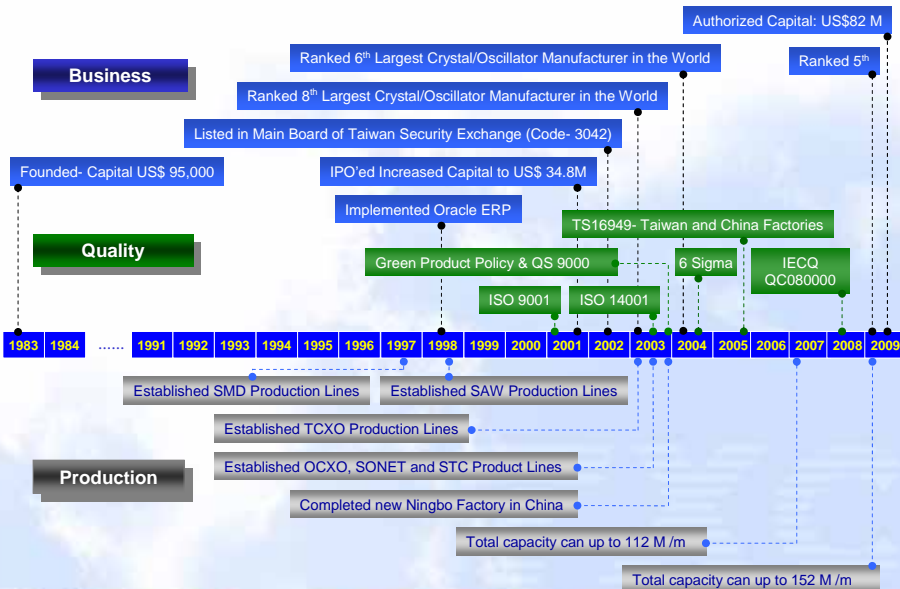 Authorized Capital: US$82 M
Ranked 6th Largest Crystal/Oscillator Manufacturer in the World
Ranked 5th
Business
Ranked 8th Largest Crystal/Oscillator Manufacturer in the World
Listed in Main Board of Taiwan Security Exchange (Code- 3042)
Founded- Capital US$ 95,000
IPO'ed Increased Capital to US$ 34.8M
Implemented Oracle ERP
TS16949- Taiwan and China Factories
Quality
Green Product Policy & QS 9000
6 Sigma
IECQ
QC080000
ISO 9001
ISO 14001
1983 1984 ...... 1991 1992 1993 1994 1995 1996 1997 1998 1999 2000 2001 2002 2003 2004 2005 2006 2007 2008 2009
Established SMD Production Lines
Established SAW Production Lines
Established TCXO Production Lines
Established OCXO, SONET and STC Product Lines
Production
Completed new Ningbo Factory in China
Total capacity can up to 112 M /m
Total capacity can up to 152 M /m